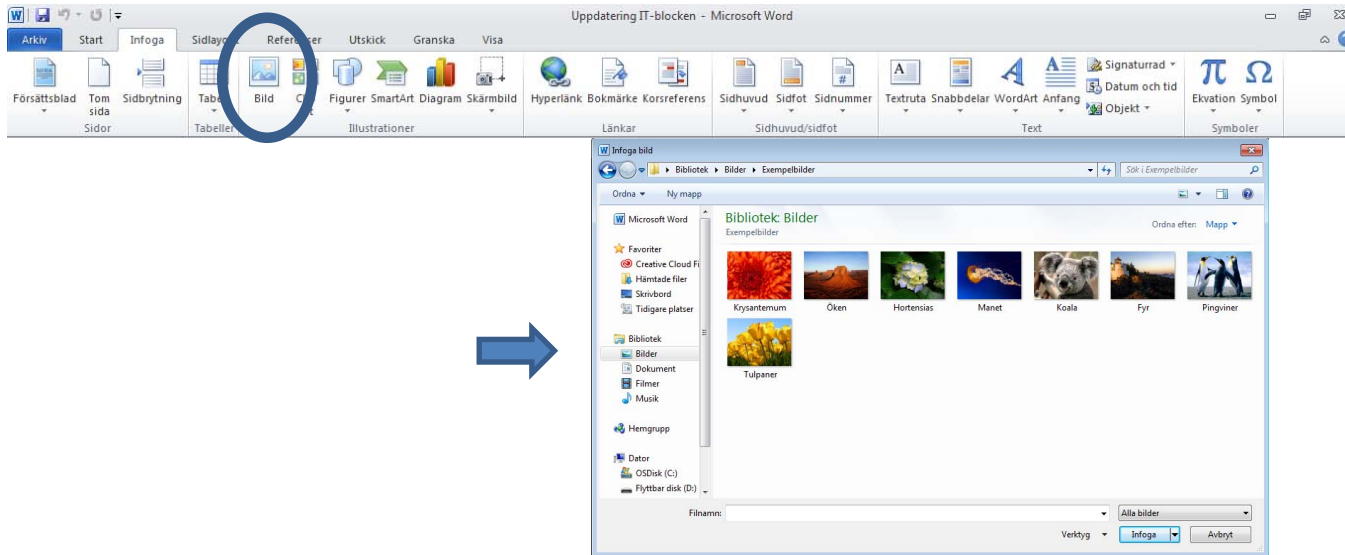 Uppdatering IT-blocken - Microsoft Word
Arkiv Start Infoga Sidlayout Referenser Utskick Granska Visa
Försättsblad Tom sida Sidbrytning
Bild
Figurer SmartArt Diagram Skärmbild
Hyperlänk Bokmärke Korsreferens
Sidhuvud Sidfot Sidnummer
Textruta Snabbdelar WordArt Anfang
Signaturrad
Datum och tid
Objekt
Ekvation Symbol
Sidor Tabeller Illustrationer Länkar Sidhuvud/sidfot Text Symboler
Infoga bild
Bibliotek Bilder Exempelbilder
Sök i Exempelbilder
Ordna Ny mapp
Microsoft Word
Favoriter
Creative Cloud Fi
Hämtade filer
Skrivbord
Tidigare platser
Bibliotek
Bilder
Dokument
Filmer
Musik
Hemgrupp
Dator
OSDisk (C:)
Flyttbar disk (D:)
Bibliotek: Bilder
Exempelbilder
Ordna efter: Mapp
Krysantemum Öken Hortensias Manet Koala Fyr Pingviner
Tulpaner
Filnamn:
Alla bilder
Verktyg Infoga Avbryt